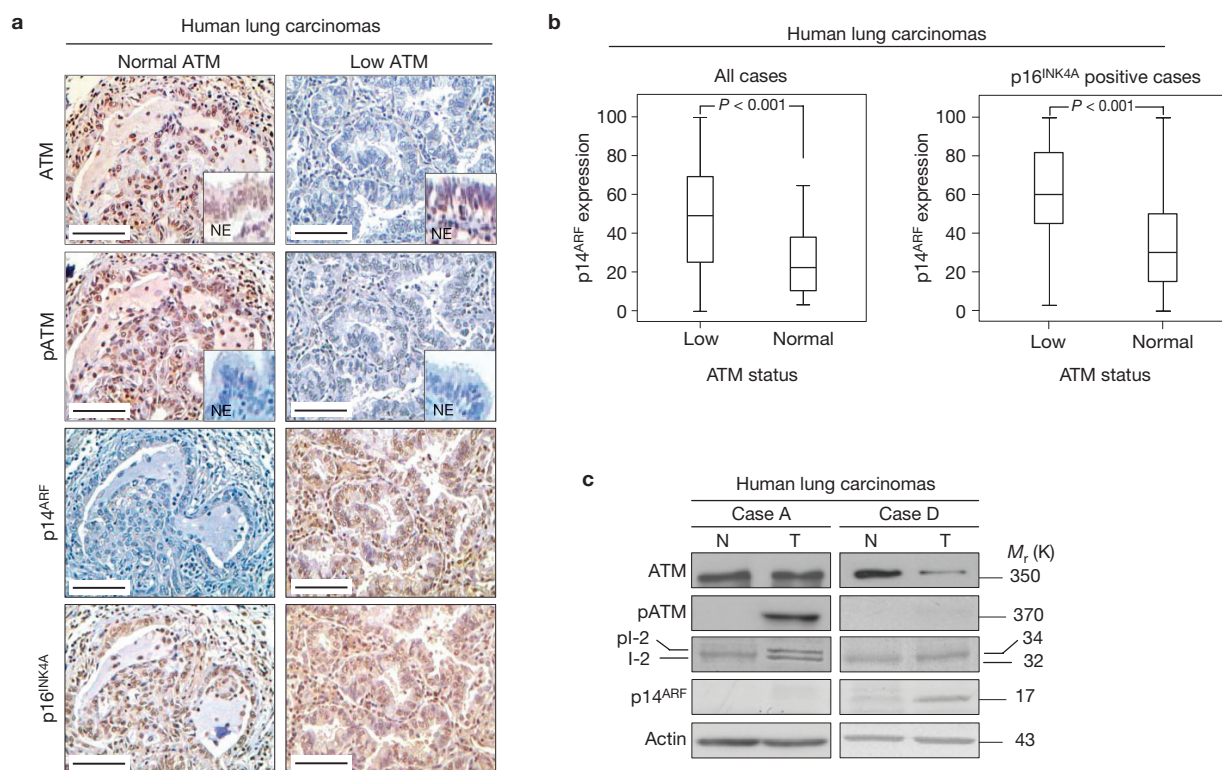 a
Human lung carcinomas
Normal ATM Low ATM
ATM
NE
NE
pATM
NE
NE
p14ARF
p16INK4A
b
Human lung carcinomas
All cases
p16INK4A positive cases
P < 0.001
P < 0.001
p14ARF expression
100
80
60
40
20
0
Low Normal
ATM status
p14ARF expression
100
80
60
40
20
0
Low Normal
ATM status
c
Human lung carcinomas
Case A Case D
N T N T
Mr (K)
ATM 350
pATM 370
pI-2 34
I-2 32
p14ARF 17
Actin 43